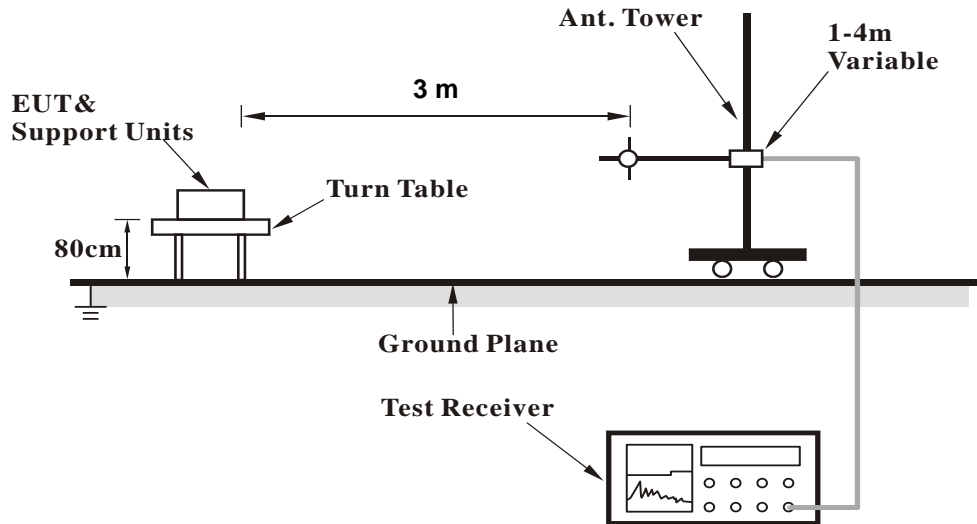 Ant. Tower
1-4m
Variable
3 m
EUT&
Support Units
Turn Table
80cm
Ground Plane
Test Receiver